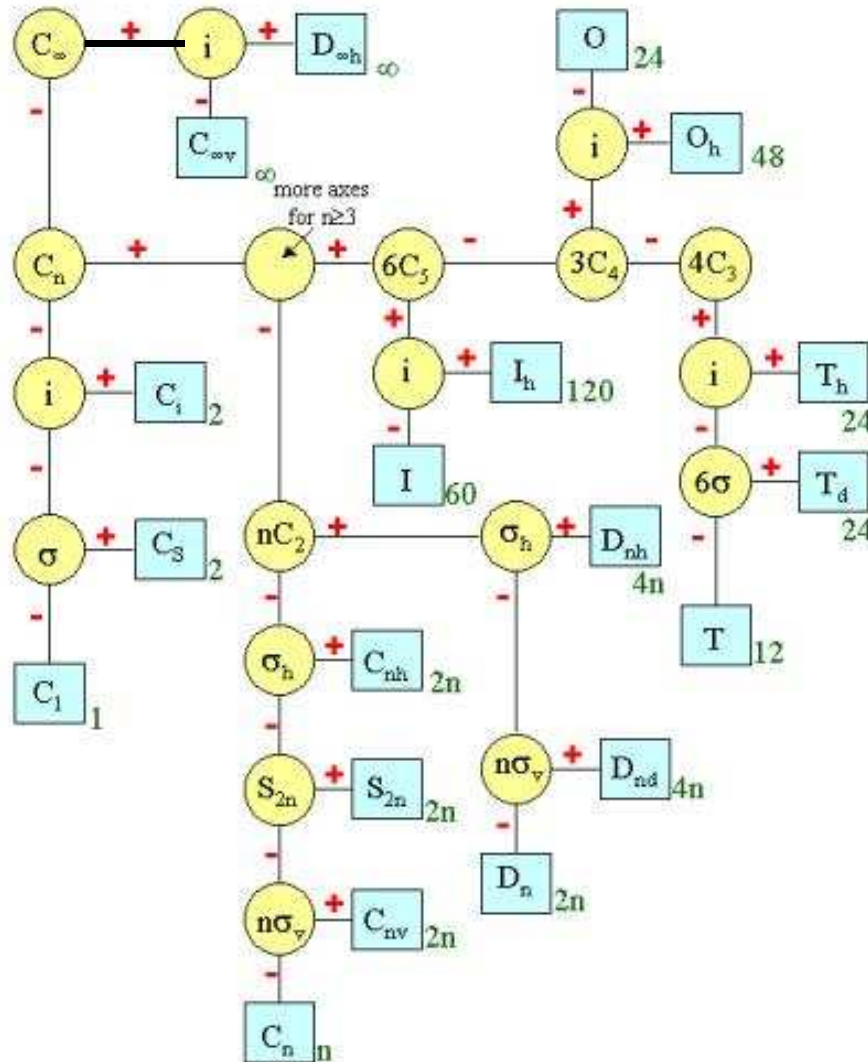 C∞ + i + D∞h ∞
O 24
- - -
C∞v ∞
i + Oh 48
more axes
for n≥3
+
Cn + + 6C5 - 3C4 - 4C3
- - + +
i + Ci 2
i + Ih 120
i + Th 24
- - -
I 60
6σ + Td 24
σ + CS 2
nC2 + σh + Dnh 4n
- - - -
T 12
C1 1
σh + Cnh 2n
-
S2n + S2n 2n
nσv + Dnd 4n
- -
Dn 2n
nσv + Cnv 2n
-
Cn n